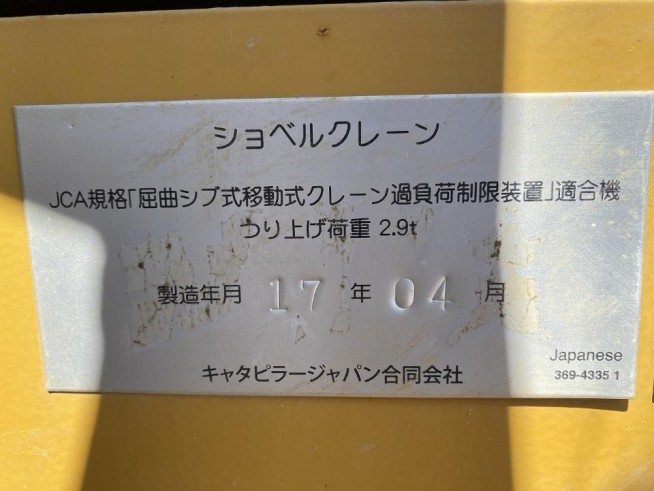 ショベルクレーン
JCA規格「屈曲シブ式移動式クレーン過負荷制限装置」適合機
つり上げ荷重 2.9t
製造年月 17 年 04 月
キャタピラージャパン合同会社
Japanese
369-4335 1